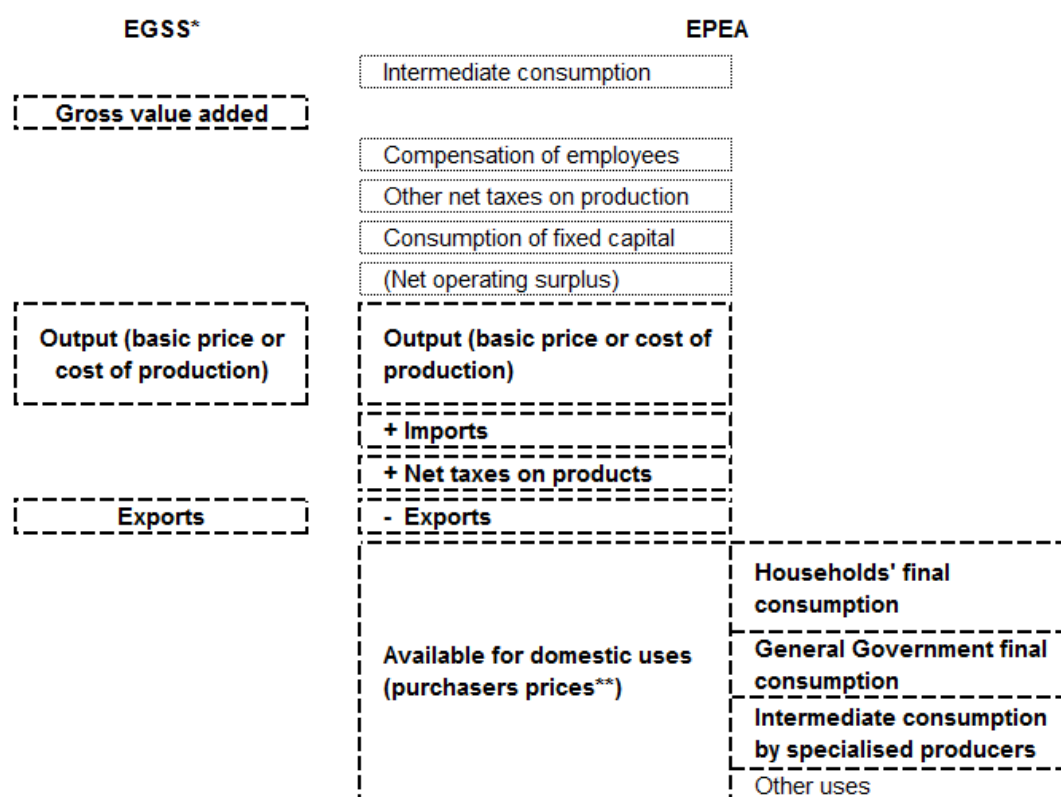 EGSS* EPEA
Intermediate consumption
Gross value added
Compensation of employees
Other net taxes on production
Consumption of fixed capital
(Net operating surplus)
Output (basic price or
cost of production)
Output (basic price or cost of
production)
+ Imports
+ Net taxes on products
Exports
- Exports
Available for domestic uses
(purchasers prices**)
Households' final
consumption
General Government final
consumption
Intermediate consumption
by specialised producers
Other uses